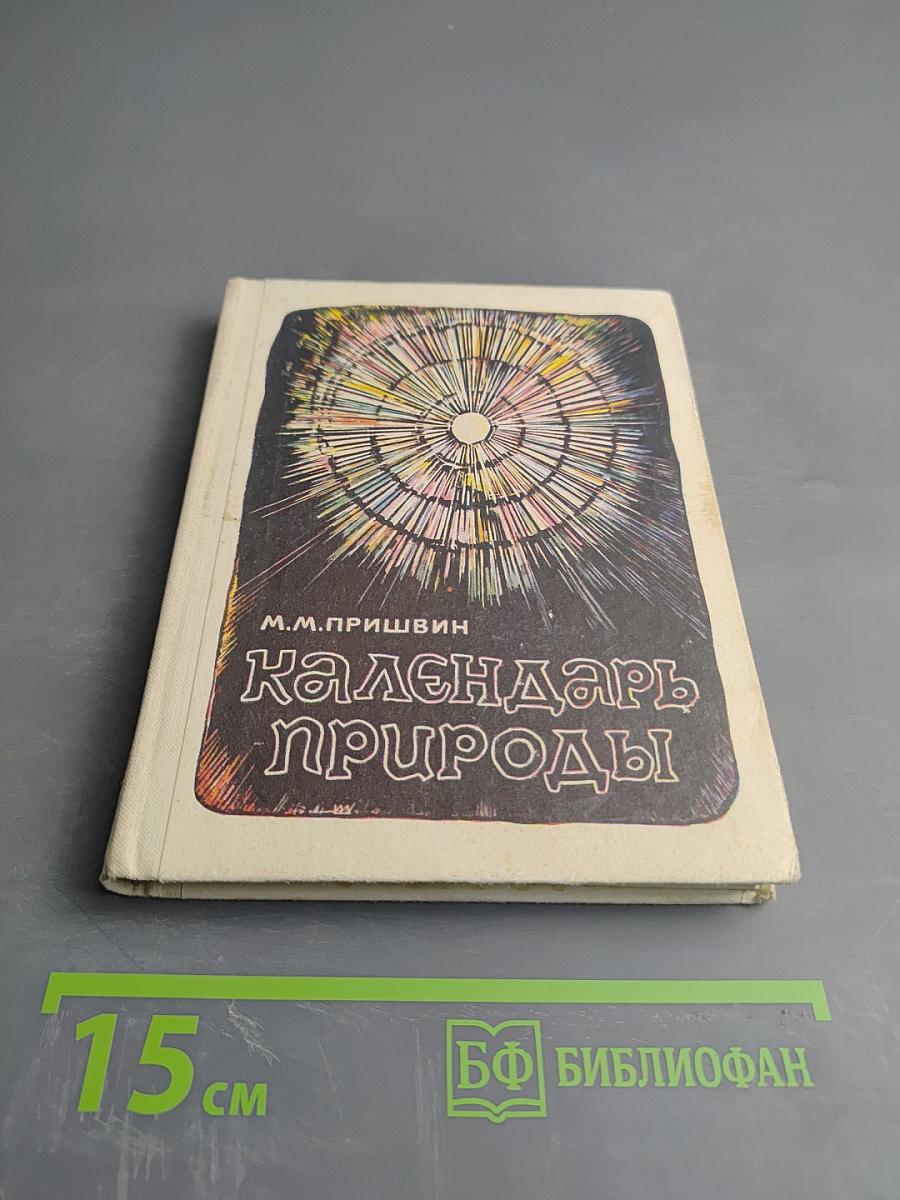 М.М.ПРИШВИН
КАЛЕНДАРЬ
ПРИРОДЫ
15 см
БФ БИБЛИОФАН